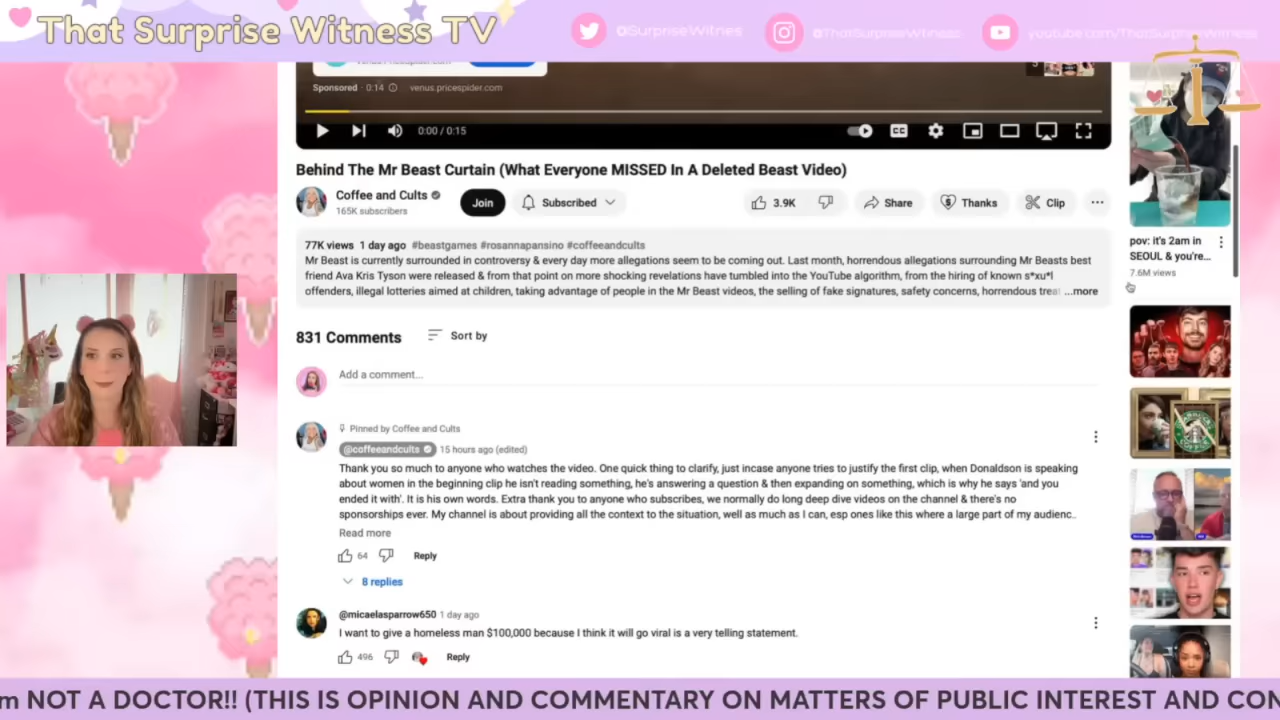 That Surprise Witness TV
@SurpriseWitnes
@ThatSurpriseWitness
youtube.com/ThatSurpriseWitness
Sponsored · 0:14
venus.pricespider.com
0:00 / 0:15
CC
Behind The Mr Beast Curtain (What Everyone MISSED In A Deleted Beast Video)
Coffee and Cults
165K subscribers
Join
Subscribed
3.9K
Share
Thanks
Clip
77K views 1 day ago #beastgames #rosannapansino #coffeeandcults
Mr Beast is currently surrounded in controversy & every day more allegations seem to be coming out. Last month, horrendous allegations surrounding Mr Beasts best
friend Ava Kris Tyson were released & from that point on more shocking revelations have tumbled into the YouTube algorithm, from the hiring of known s*xu*l
offenders, illegal lotteries aimed at children, taking advantage of people in the Mr Beast videos, the selling of fake signatures, safety concerns, horrendous trea ...more
831 Comments
Sort by
Add a comment...
Pinned by Coffee and Cults
@coffeeandcults 15 hours ago (edited)
Thank you so much to anyone who watches the video. One quick thing to clarify, just incase anyone tries to justify the first clip, when Donaldson is speaking
about women in the beginning clip he isn't reading something, he's answering a question & then expanding on something, which is why he says 'and you
ended it with'. It is his own words. Extra thank you to anyone who subscribes, we normally do long deep dive videos on the channel & there's no
sponsorships ever. My channel is about providing all the context to the situation, well as much as I can, esp ones like this where a large part of my audienc..
Read more
64
Reply
8 replies
@micaelasparrow650 1 day ago
I want to give a homeless man $100,000 because I think it will go viral is a very telling statement.
496
Reply
pov: it's 2am in
SEOUL & you're...
7.6M views
m NOT A DOCTOR!! (THIS IS OPINION AND COMMENTARY ON MATTERS OF PUBLIC INTEREST AND CON